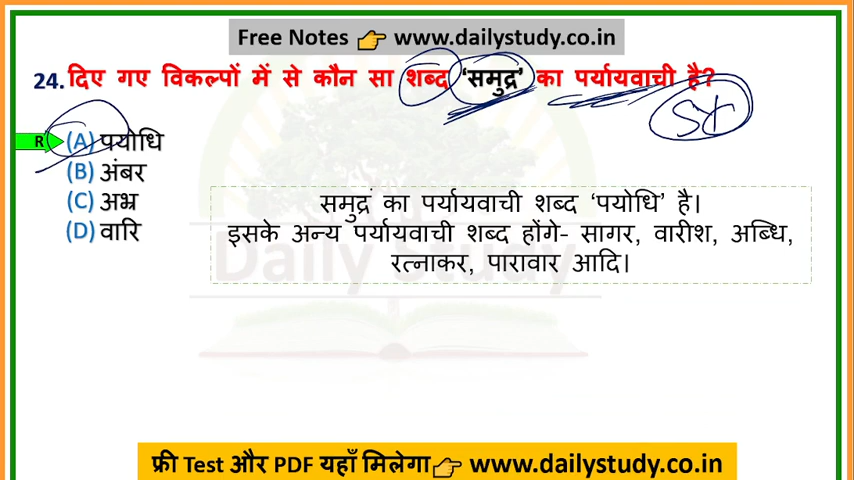 Free Notes 👉 www.dailystudy.co.in
24. दिए गए विकल्पों में से कौन सा शब्द 'समुद्र' का पर्यायवाची है?
R (A) पयोधि
(B) अंबर
(C) अभ्र
(D) वारि
समुद्रं का पर्यायवाची शब्द 'पयोधि' है।
इसके अन्य पर्यायवाची शब्द होंगे- सागर, वारीश, अब्धि,
रत्नाकर, पारावार आदि।
Daily Study
फ्री Test और PDF यहाँ मिलेगा👉 www.dailystudy.co.in